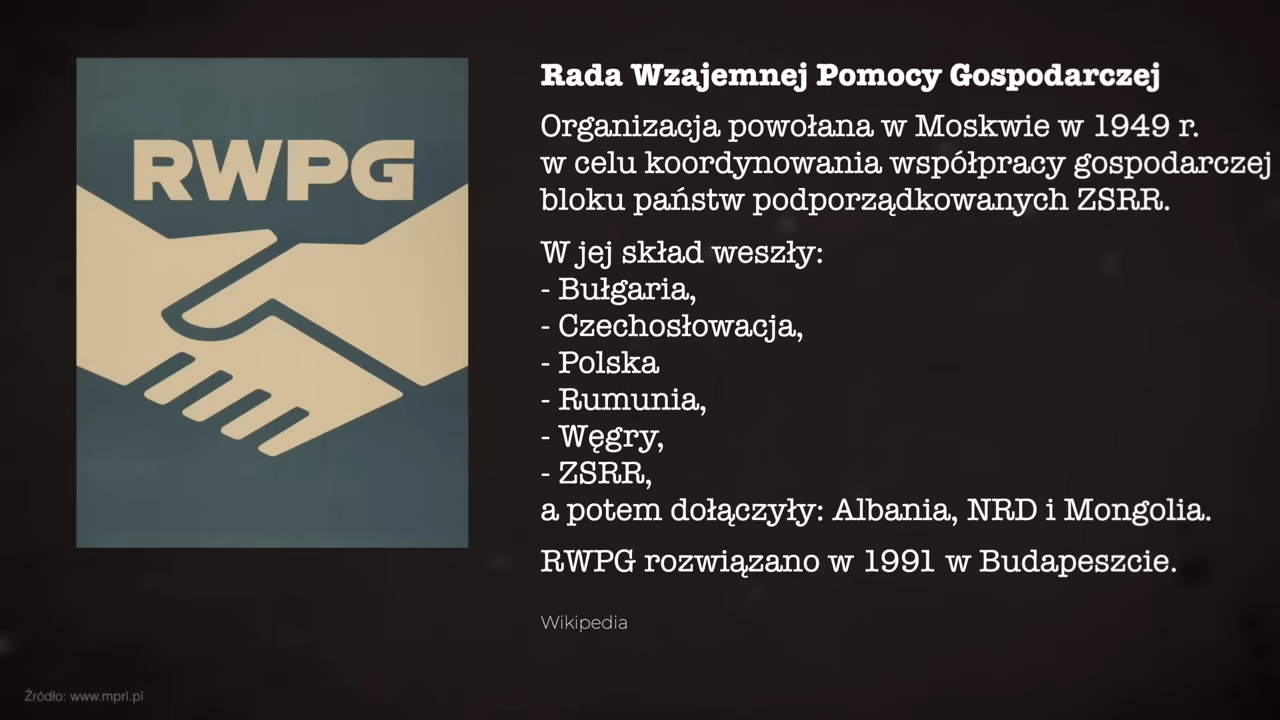 RWPG
Rada Wzajemnej Pomocy Gospodarczej
Organizacja powołana w Moskwie w 1949 r.
w celu koordynowania współpracy gospodarczej
bloku państw podporządkowanych ZSRR.
W jej skład weszły:
- Bułgaria,
- Czechosłowacja,
- Polska
- Rumunia,
- Węgry,
- ZSRR,
a potem dołączyły: Albania, NRD i Mongolia.
RWPG rozwiązano w 1991 w Budapeszcie.
Wikipedia
Źródło: www.mprl.pl